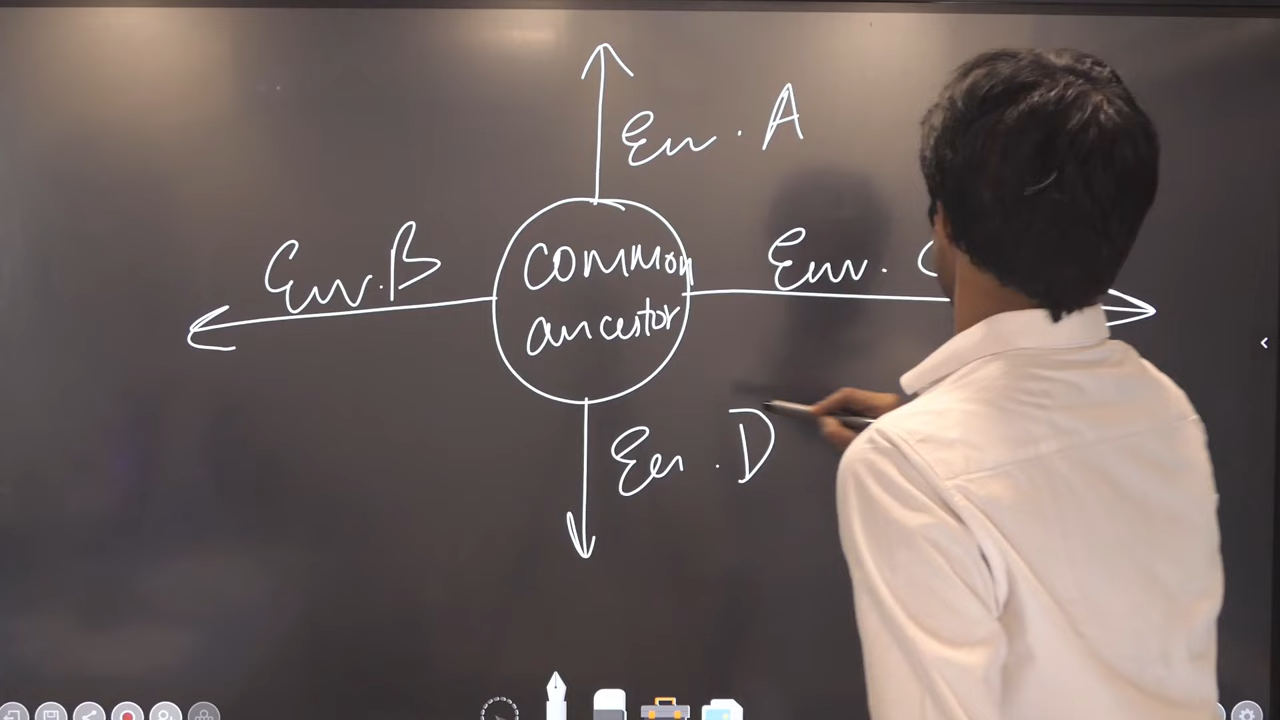 Env. A
Env. B
common
ancestor
Env. C
Env. D